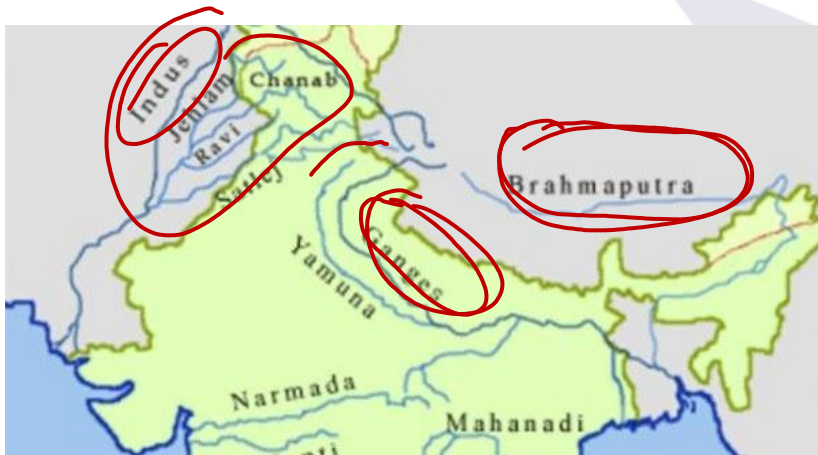 Indus
Jehlam
Chanab
Ravi
Satlej
Brahmaputra
Ganges
Yamuna
Narmada
Mahanadi